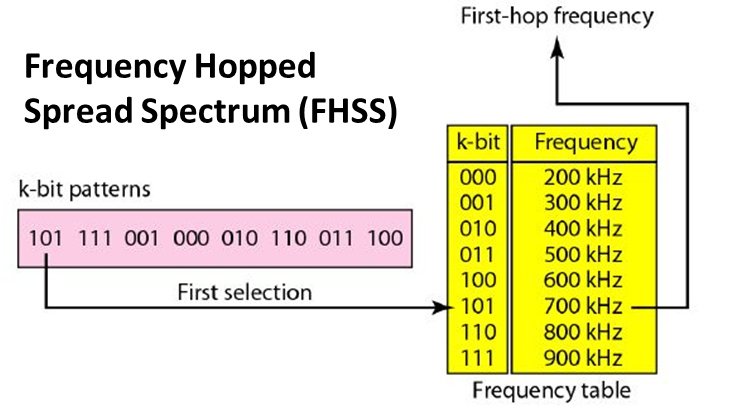 First-hop frequency
Frequency Hopped
Spread Spectrum (FHSS)
k-bit patterns
101 111 001 000 010 110 011 100
First selection
k-bit Frequency
000 200 kHz
001 300 kHz
010 400 kHz
011 500 kHz
100 600 kHz
101 700 kHz
110 800 kHz
111 900 kHz
Frequency table